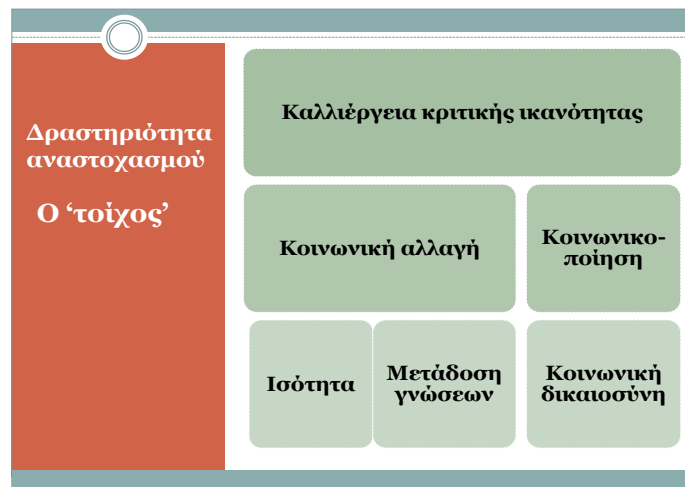 Δραστηριότητα
αναστοχασμού
Ο ‘τοίχος’
Καλλιέργεια κριτικής ικανότητας
Κοινωνική αλλαγή
Κοινωνικο-
ποίηση
Ισότητα
Μετάδοση
γνώσεων
Κοινωνική
δικαιοσύνη